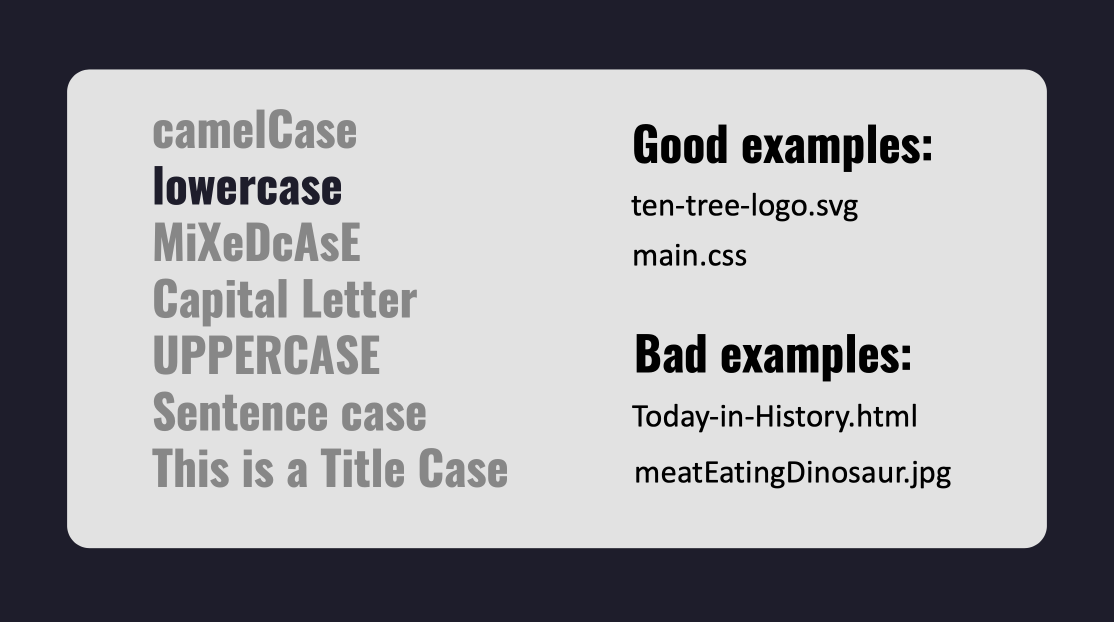 camelCase
lowercase
MiXeDcAsE
Capital Letter
UPPERCASE
Sentence case
This is a Title Case
Good examples:
ten-tree-logo.svg
main.css
Bad examples:
Today-in-History.html
meatEatingDinosaur.jpg